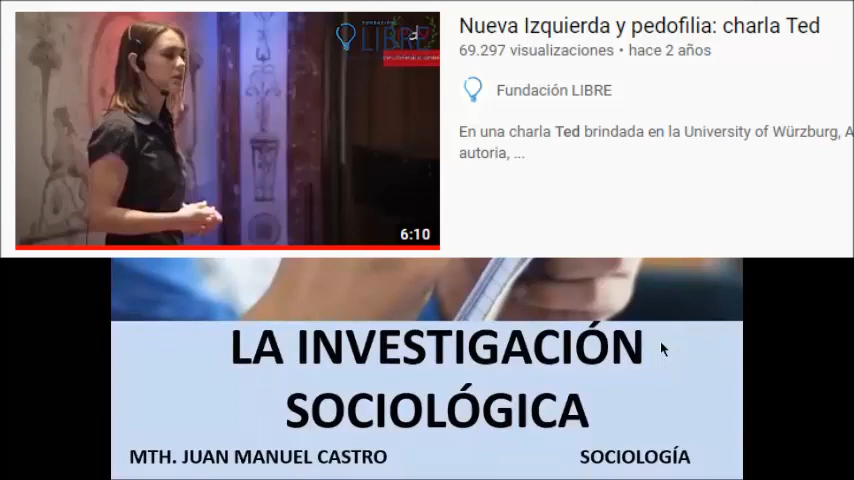 FUNDACIÓN
LIBRE
6:10
Nueva Izquierda y pedofilia: charla Ted
69.297 visualizaciones • hace 2 años
Fundación LIBRE
En una charla Ted brindada en la University of Würzburg, A
autoria, ...
LA INVESTIGACIÓN
SOCIOLÓGICA
MTH. JUAN MANUEL CASTRO
SOCIOLOGÍA